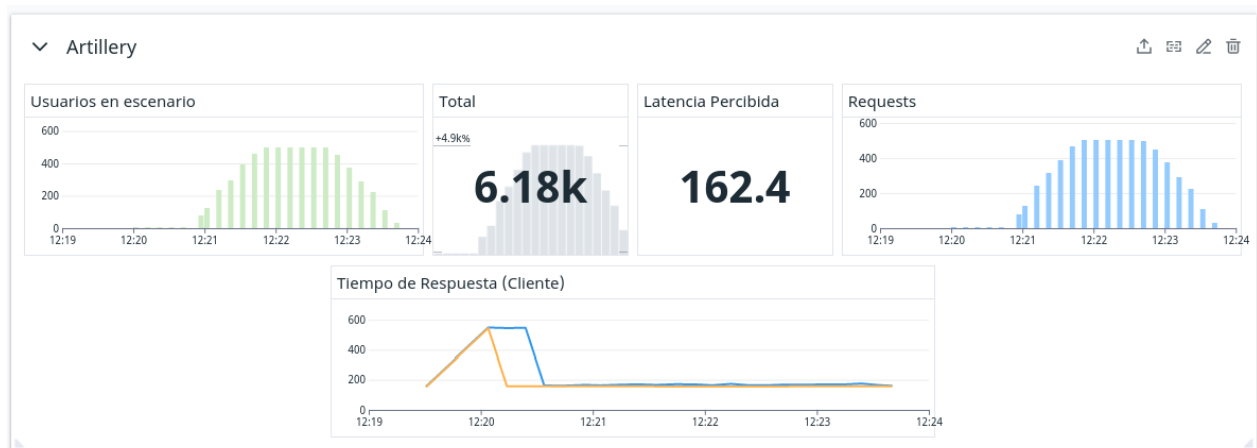 Artillery
Usuarios en escenario
600
400
200
0
12:19 12:20 12:21 12:22 12:23 12:24
Total
+4.9k%
6.18k
Latencia Percibida
162.4
Requests
600
400
200
0
12:19 12:20 12:21 12:22 12:23 12:24
Tiempo de Respuesta (Cliente)
600
400
200
0
12:19 12:20 12:21 12:22 12:23 12:24